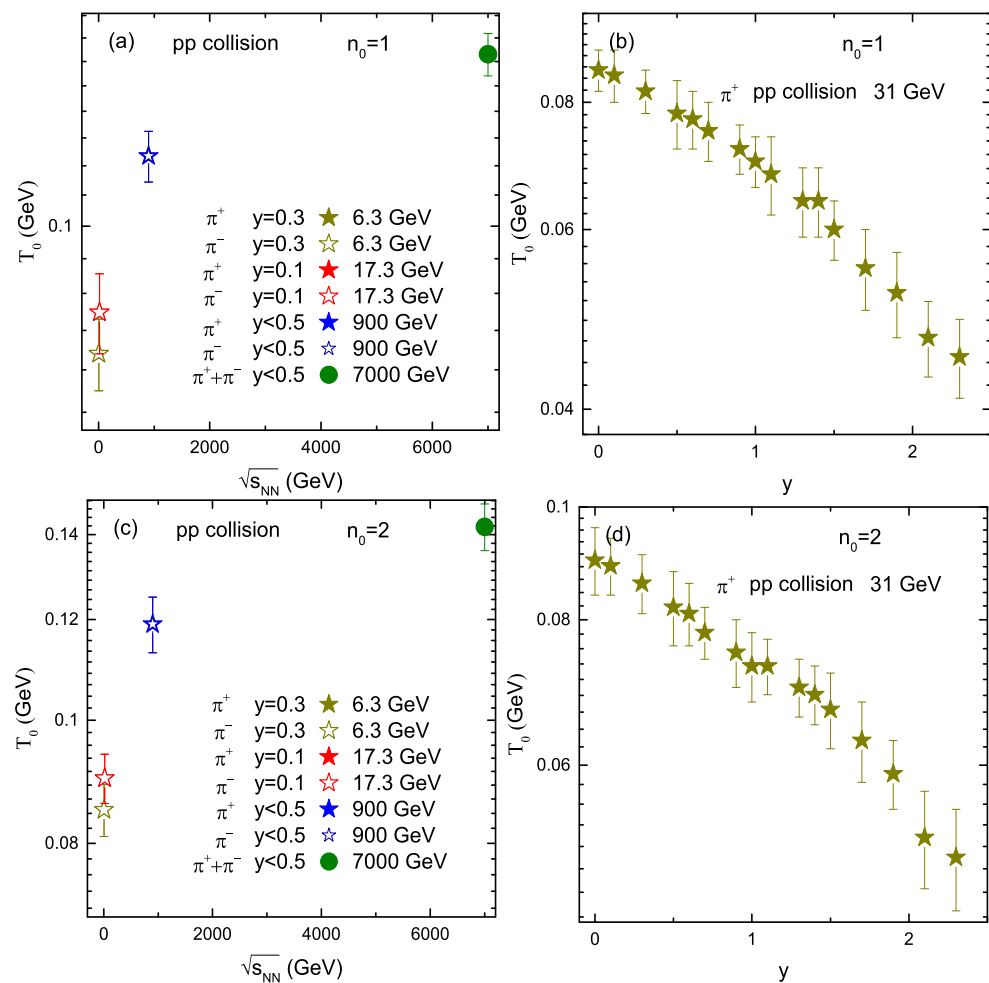 (a) pp collision n₀=1
T₀ (GeV)
0.1
π⁺ y=0.3 6.3 GeV
π⁻ y=0.3 6.3 GeV
π⁺ y=0.1 17.3 GeV
π⁻ y=0.1 17.3 GeV
π⁺ y<0.5 900 GeV
π⁻ y<0.5 900 GeV
π⁺+π⁻ y<0.5 7000 GeV
0 2000 4000 6000
√s_NN (GeV)
(b) n₀=1
π⁺ pp collision 31 GeV
T₀ (GeV)
0.08
0.06
0.04
0 1 2
y
(c) pp collision n₀=2
T₀ (GeV)
0.14
0.12
0.1
0.08
π⁺ y=0.3 6.3 GeV
π⁻ y=0.3 6.3 GeV
π⁺ y=0.1 17.3 GeV
π⁻ y=0.1 17.3 GeV
π⁺ y<0.5 900 GeV
π⁻ y<0.5 900 GeV
π⁺+π⁻ y<0.5 7000 GeV
0 2000 4000 6000
√s_NN (GeV)
(d) n₀=2
π⁺ pp collision 31 GeV
T₀ (GeV)
0.1
0.08
0.06
0 1 2
y